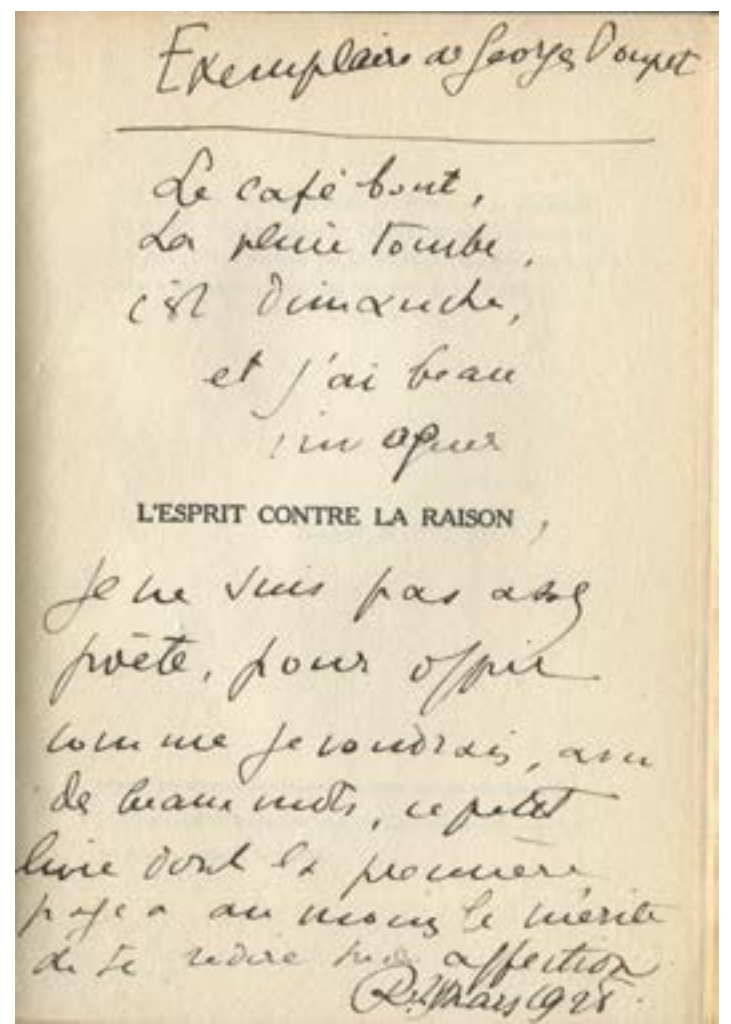 Exemplaire de Georges Poupet
Le café bout,
La pluie tombe,
c'est Dimanche,
et j'ai beau
imaginer
L'ESPRIT CONTRE LA RAISON,
Je ne suis pas assez
poète, pour offrir
comme je voudrais, avec
de beaux mots, ce petit
livre dont la première
page a au moins le mérite
de te redire mon affection
Mars 1928.